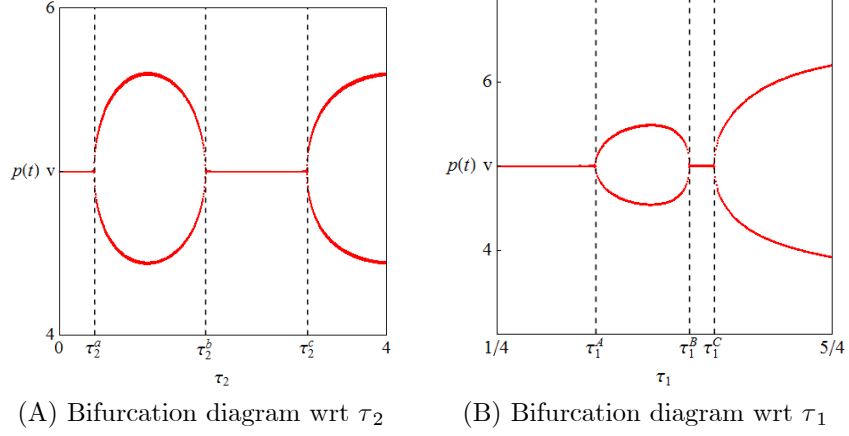 6
p(t) v
4
0 τ₂ᵃ τ₂ᵇ τ₂ᶜ 4
τ₂
(A) Bifurcation diagram wrt τ₂
6
p(t) v
4
1/4 τ₁ᴬ τ₁ᴮ τ₁ᶜ 5/4
τ₁
(B) Bifurcation diagram wrt τ₁